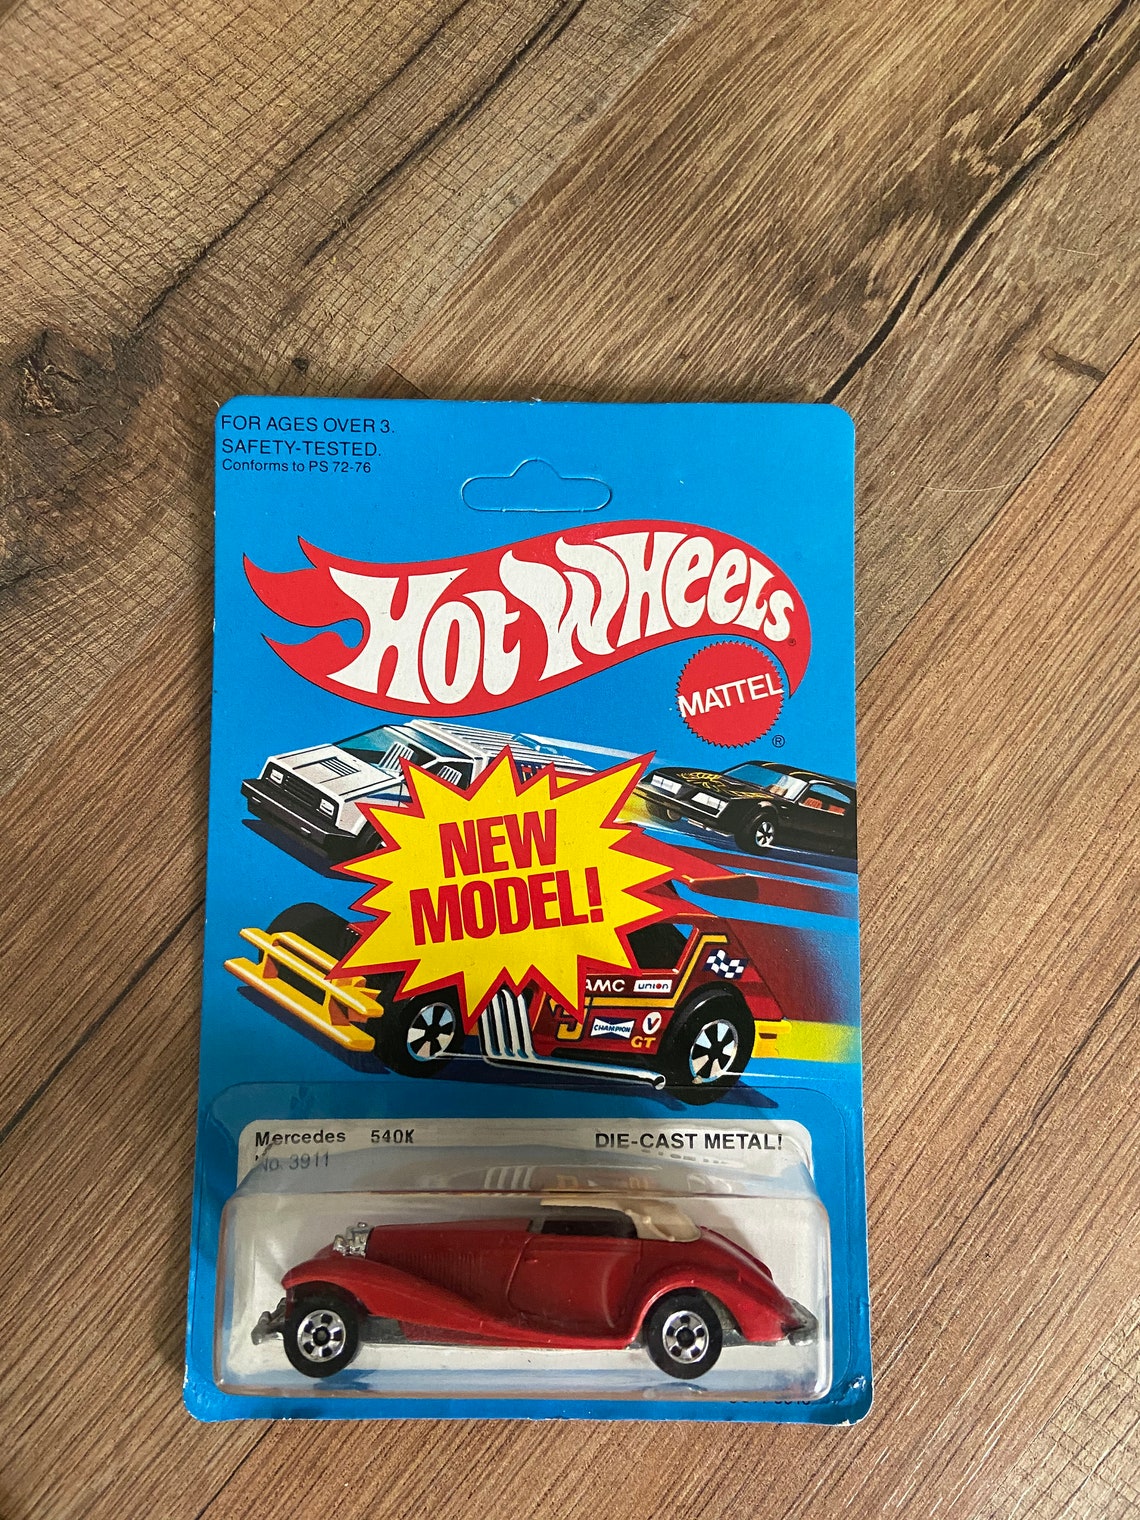 FOR AGES OVER 3.
SAFETY-TESTED.
Conforms to PS 72-76
HOT WHEELS®
MATTEL
®
NEW
MODEL!
AMC union
CHAMPION V
GT
Mercedes 540K
DIE-CAST METAL!
No. 3911